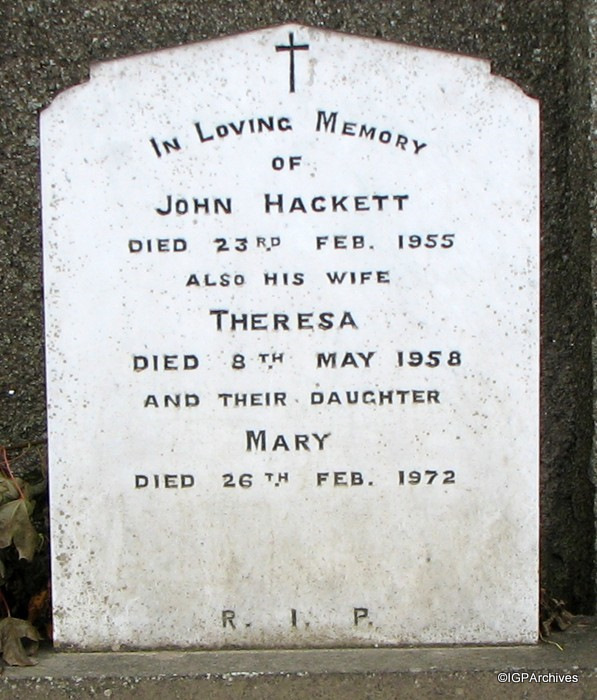 In Loving Memory
OF
JOHN HACKETT
DIED 23RD FEB. 1955
ALSO HIS WIFE
THERESA
DIED 8TH MAY 1958
AND THEIR DAUGHTER
MARY
DIED 26TH FEB. 1972
R. I. P.
©IGPArchives